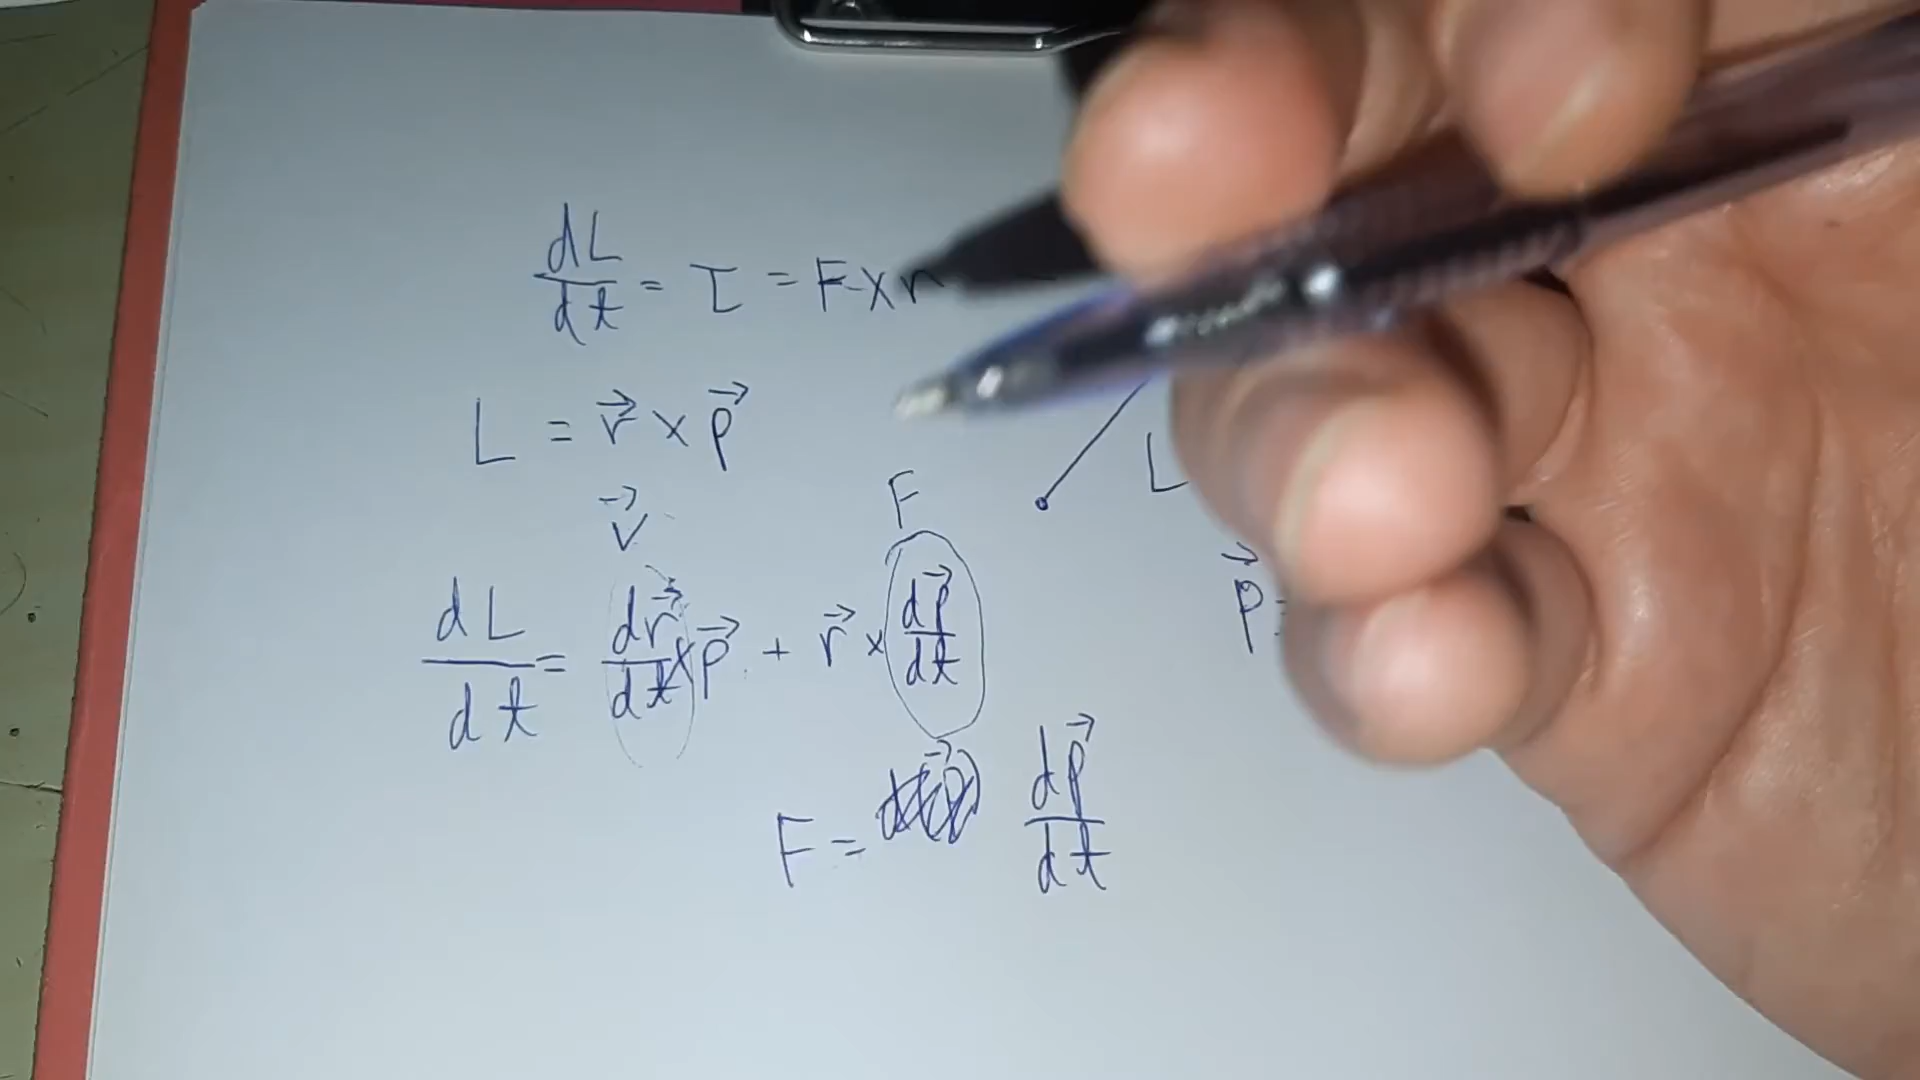 dL/dt = τ = F × r
L = r⃗ × p⃗
L
v⃗
F
dL/dt = dr⃗/dt × p⃗ + r⃗ × dp⃗/dt
p⃗ =
F = dp⃗/dt